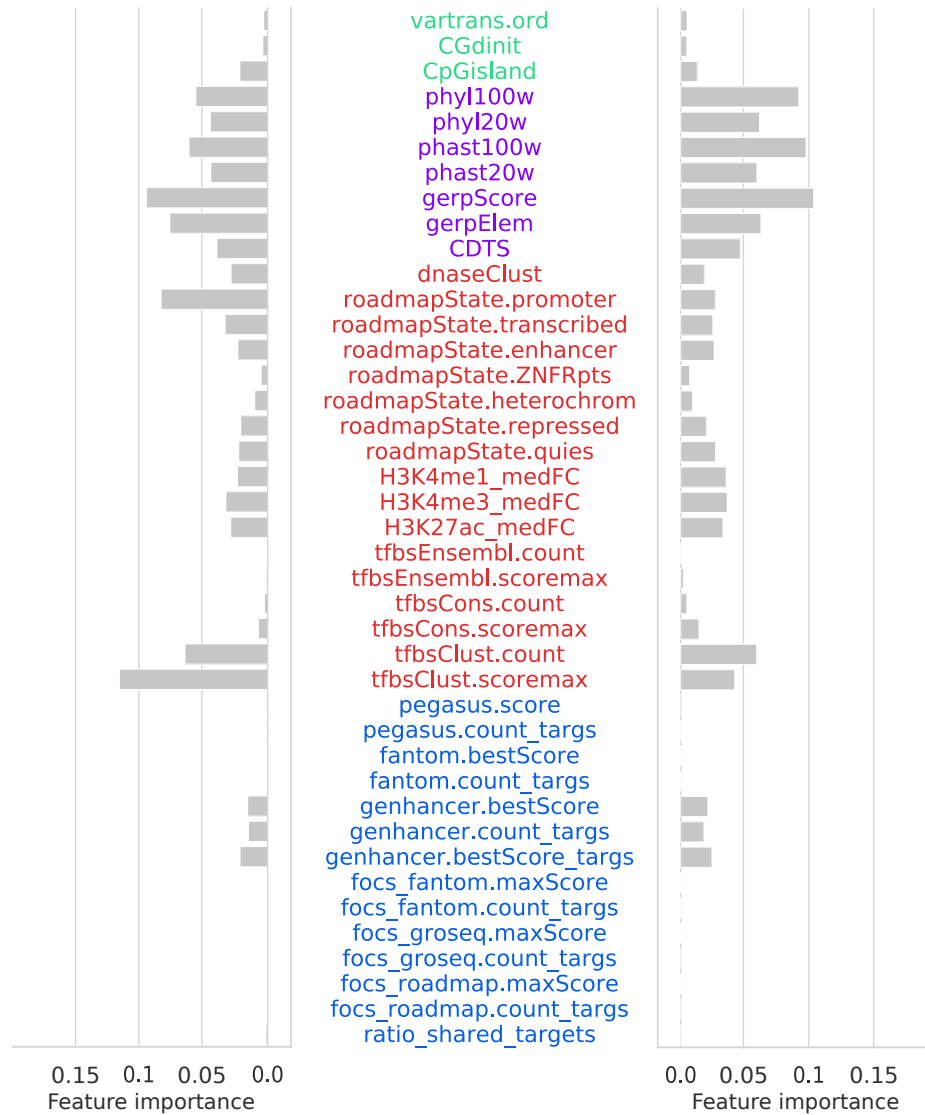 vartrans.ord
CGdinit
CpGisland
phyl100w
phyl20w
phast100w
phast20w
gerpScore
gerpElem
CDTS
dnaseClust
roadmapState.promoter
roadmapState.transcribed
roadmapState.enhancer
roadmapState.ZNFRpts
roadmapState.heterochrom
roadmapState.repressed
roadmapState.quies
H3K4me1_medFC
H3K4me3_medFC
H3K27ac_medFC
tfbsEnsembl.count
tfbsEnsembl.scoremax
tfbsCons.count
tfbsCons.scoremax
tfbsClust.count
tfbsClust.scoremax
pegasus.score
pegasus.count_targs
fantom.bestScore
fantom.count_targs
genhancer.bestScore
genhancer.count_targs
genhancer.bestScore_targs
focs_fantom.maxScore
focs_fantom.count_targs
focs_groseq.maxScore
focs_groseq.count_targs
focs_roadmap.maxScore
focs_roadmap.count_targs
ratio_shared_targets
0.15 0.1 0.05 0.0 0.0 0.05 0.1 0.15
Feature importance Feature importance